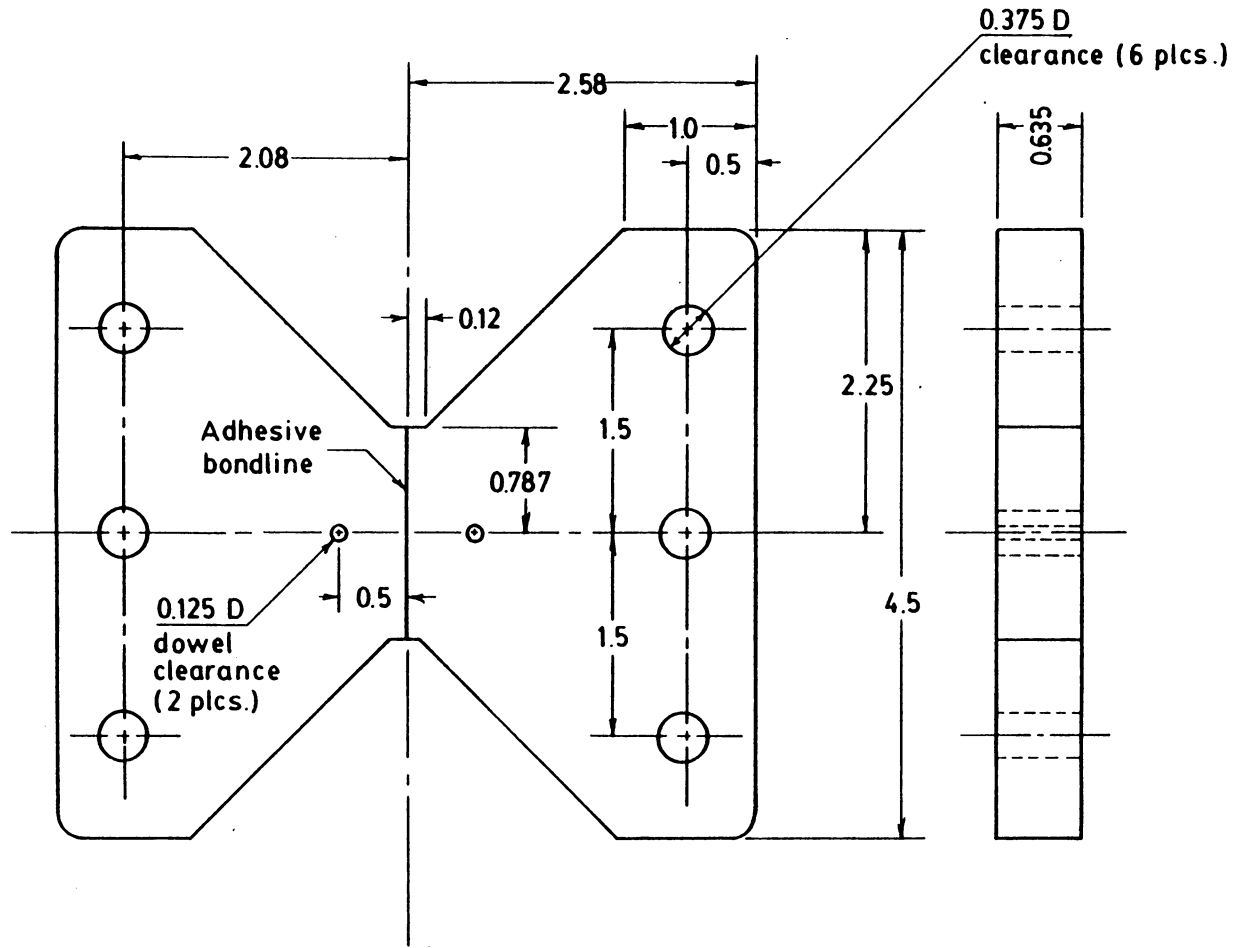 0.375 D
clearance (6 plcs.)
2.58
1.0
0.635
2.08
0.5
0.12
2.25
1.5
Adhesive
bondline
0.787
0.125 D
dowel
clearance
(2 plcs.)
0.5
4.5
1.5